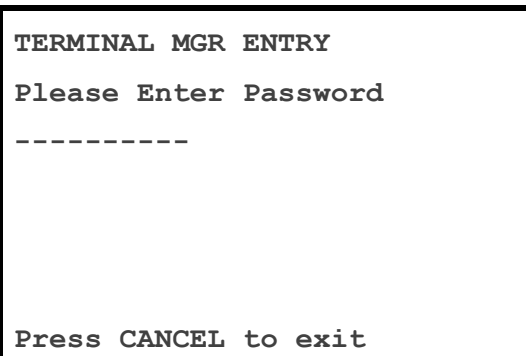 TERMINAL MGR ENTRY
Please Enter Password
----------
Press CANCEL to exit